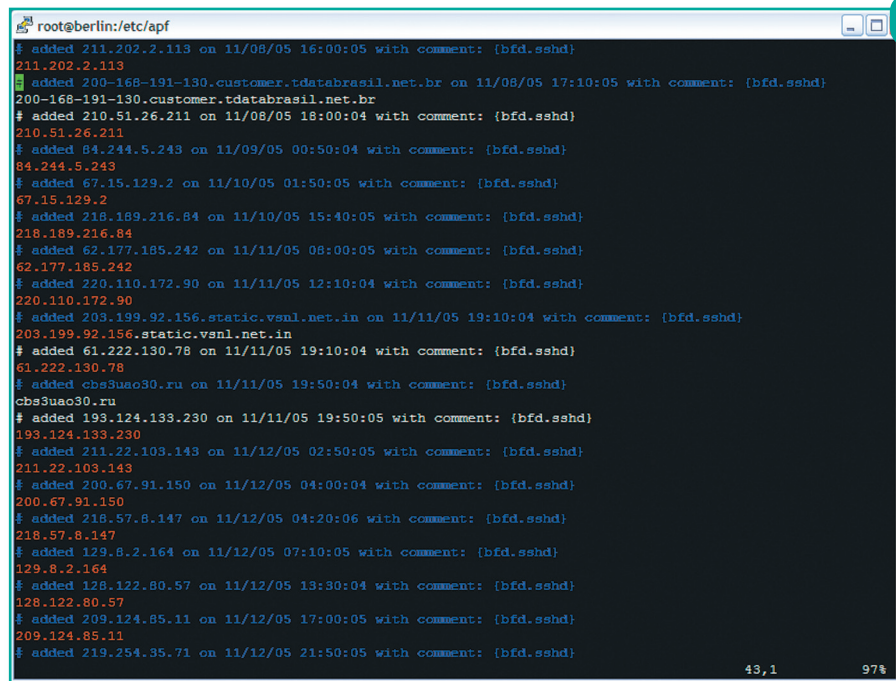 root@berlin:/etc/apf
# added 211.202.2.113 on 11/08/05 16:00:05 with comment: {bfd.sshd}
211.202.2.113
# added 200-168-191-130.customer.tdatabrasil.net.br on 11/08/05 17:10:05 with comment: {bfd.sshd}
200-168-191-130.customer.tdatabrasil.net.br
# added 210.51.26.211 on 11/08/05 18:00:04 with comment: {bfd.sshd}
210.51.26.211
# added 84.244.5.243 on 11/09/05 00:50:04 with comment: {bfd.sshd}
84.244.5.243
# added 67.15.129.2 on 11/10/05 01:50:05 with comment: {bfd.sshd}
67.15.129.2
# added 218.189.216.84 on 11/10/05 15:40:05 with comment: {bfd.sshd}
218.189.216.84
# added 62.177.185.242 on 11/11/05 08:00:05 with comment: {bfd.sshd}
62.177.185.242
# added 220.110.172.90 on 11/11/05 12:10:04 with comment: {bfd.sshd}
220.110.172.90
# added 203.199.92.156.static.vsnl.net.in on 11/11/05 19:10:04 with comment: {bfd.sshd}
203.199.92.156.static.vsnl.net.in
# added 61.222.130.78 on 11/11/05 19:10:04 with comment: {bfd.sshd}
61.222.130.78
# added cbs3uao30.ru on 11/11/05 19:50:04 with comment: {bfd.sshd}
cbs3uao30.ru
# added 193.124.133.230 on 11/11/05 19:50:05 with comment: {bfd.sshd}
193.124.133.230
# added 211.22.103.143 on 11/12/05 02:50:05 with comment: {bfd.sshd}
211.22.103.143
# added 200.67.91.150 on 11/12/05 04:00:04 with comment: {bfd.sshd}
200.67.91.150
# added 218.57.8.147 on 11/12/05 04:20:06 with comment: {bfd.sshd}
218.57.8.147
# added 129.8.2.164 on 11/12/05 07:10:05 with comment: {bfd.sshd}
129.8.2.164
# added 128.122.80.57 on 11/12/05 13:30:04 with comment: {bfd.sshd}
128.122.80.57
# added 209.124.85.11 on 11/12/05 17:00:05 with comment: {bfd.sshd}
209.124.85.11
# added 219.254.35.71 on 11/12/05 21:50:05 with comment: {bfd.sshd}
43,1 97%